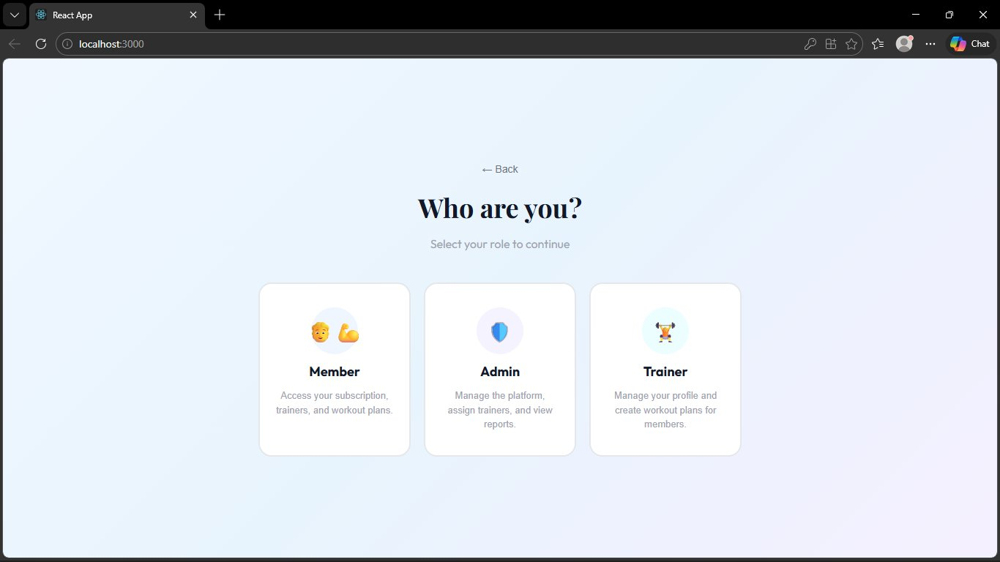 React App
localhost:3000
Chat
← Back
Who are you?
Select your role to continue
Member
Access your subscription,
trainers, and workout plans.
Admin
Manage the platform,
assign trainers, and view
reports.
Trainer
Manage your profile and
create workout plans for
members.